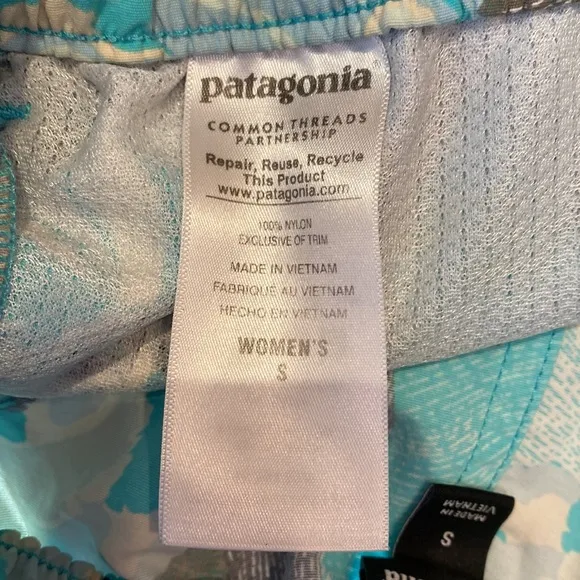 patagonia
COMMON THREADS
PARTNERSHIP
Repair, Reuse, Recycle
This Product
www.patagonia.com
100% NYLON
EXCLUSIVE OF TRIM
MADE IN VIETNAM
FABRIQUE AU VIETNAM
HECHO EN VIETNAM
WOMEN'S
S
MADE IN
VIETNAM
S